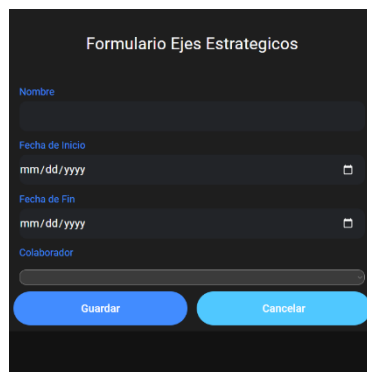 Formulario Ejes Estrategicos
Nombre
Fecha de Inicio
mm/dd/yyyy
Fecha de Fin
mm/dd/yyyy
Colaborador
Guardar Cancelar